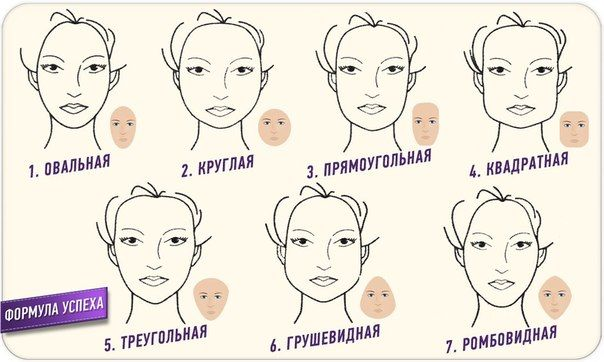 1. ОВАЛЬНАЯ
2. КРУГЛАЯ
3. ПРЯМОУГОЛЬНАЯ
4. КВАДРАТНАЯ
5. ТРЕУГОЛЬНАЯ
6. ГРУШЕВИДНАЯ
7. РОМБОВИДНАЯ
ФОРМУЛА УСПЕХА